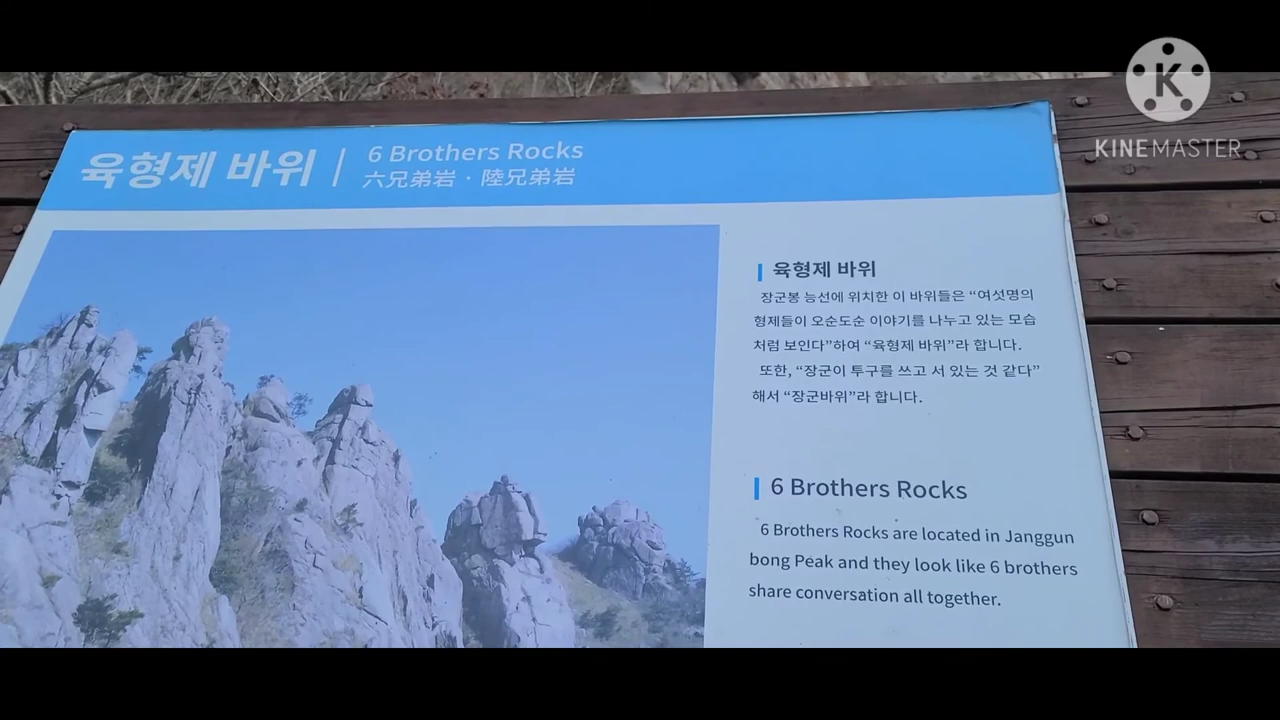 육형제 바위
6 Brothers Rocks
六兄弟岩 · 陸兄弟岩
육형제 바위
장군봉 능선에 위치한 이 바위들은 “여섯명의
형제들이 오순도순 이야기를 나누고 있는 모습
처럼 보인다”하여 “육형제 바위”라 합니다.
또한, “장군이 투구를 쓰고 서 있는 것 같다”
해서 “장군바위”라 합니다.
6 Brothers Rocks
6 Brothers Rocks are located in Janggun
bong Peak and they look like 6 brothers
share conversation all together.
K
KINEMASTER